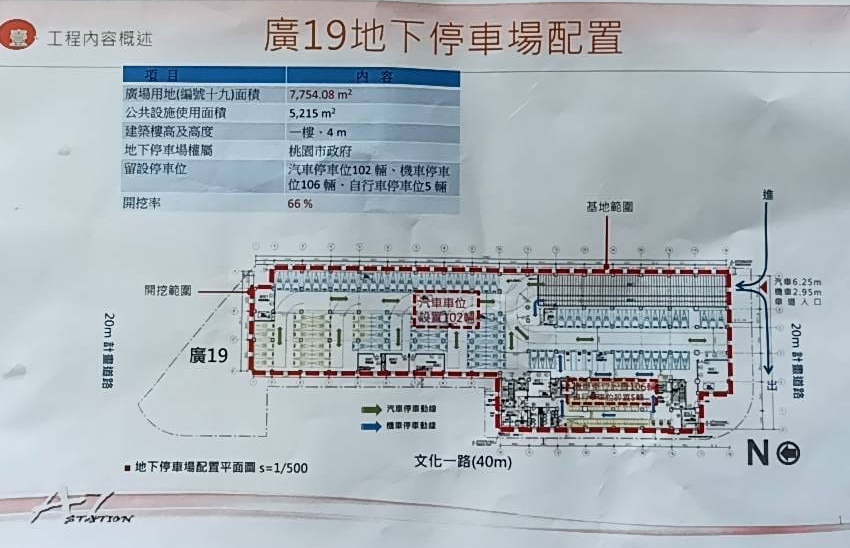 壹 工程內容概述
廣19地下停車場配置
項目 內容
廣場用地(編號十九)面積 7,754.08 m²
公共設施使用面積 5,215 m²
建築樓高及高度 一樓、4 m
地下停車場權屬 桃園市政府
留設停車位 汽車停車位102 輛、機車停車
位106 輛、自行車停車位5 輛
開挖率 66 %
進
基地範圍
開挖範圍
汽車6.25m
機車2.95m
車道入口
汽車車位
設置102輛
20m 計畫道路
廣19
20m 計畫道路
出
汽車停車動線
機車停車動線
N
文化一路(40m)
■ 地下停車場配置平面圖 s=1/500
STATION